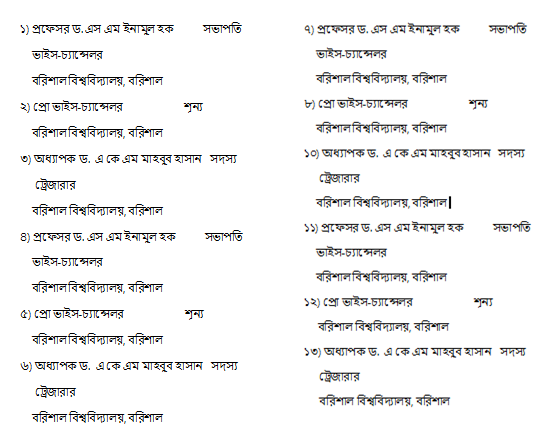 ১) প্রফেসর ড. এস এম ইনামুল হক সভাপতি
ভাইস-চ্যান্সেলর
বরিশাল বিশ্ববিদ্যালয়, বরিশাল
২) প্রো ভাইস-চ্যান্সেলর শূন্য
বরিশাল বিশ্ববিদ্যালয়, বরিশাল
৩) অধ্যাপক ড. এ কে এম মাহবুব হাসান সদস্য
ট্রেজারার
বরিশাল বিশ্ববিদ্যালয়, বরিশাল
৪) প্রফেসর ড. এস এম ইনামুল হক সভাপতি
ভাইস-চ্যান্সেলর
বরিশাল বিশ্ববিদ্যালয়, বরিশাল
৫) প্রো ভাইস-চ্যান্সেলর শূন্য
বরিশাল বিশ্ববিদ্যালয়, বরিশাল
৬) অধ্যাপক ড. এ কে এম মাহবুব হাসান সদস্য
ট্রেজারার
বরিশাল বিশ্ববিদ্যালয়, বরিশাল
৭) প্রফেসর ড. এস এম ইনামুল হক সভাপতি
ভাইস-চ্যান্সেলর
বরিশাল বিশ্ববিদ্যালয়, বরিশাল
৮) প্রো ভাইস-চ্যান্সেলর শূন্য
বরিশাল বিশ্ববিদ্যালয়, বরিশাল
১০) অধ্যাপক ড. এ কে এম মাহবুব হাসান সদস্য
ট্রেজারার
বরিশাল বিশ্ববিদ্যালয়, বরিশাল
১১) প্রফেসর ড. এস এম ইনামুল হক সভাপতি
ভাইস-চ্যান্সেলর
বরিশাল বিশ্ববিদ্যালয়, বরিশাল
১২) প্রো ভাইস-চ্যান্সেলর শূন্য
বরিশাল বিশ্ববিদ্যালয়, বরিশাল
১৩) অধ্যাপক ড. এ কে এম মাহবুব হাসান সদস্য
ট্রেজারার
বরিশাল বিশ্ববিদ্যালয়, বরিশাল